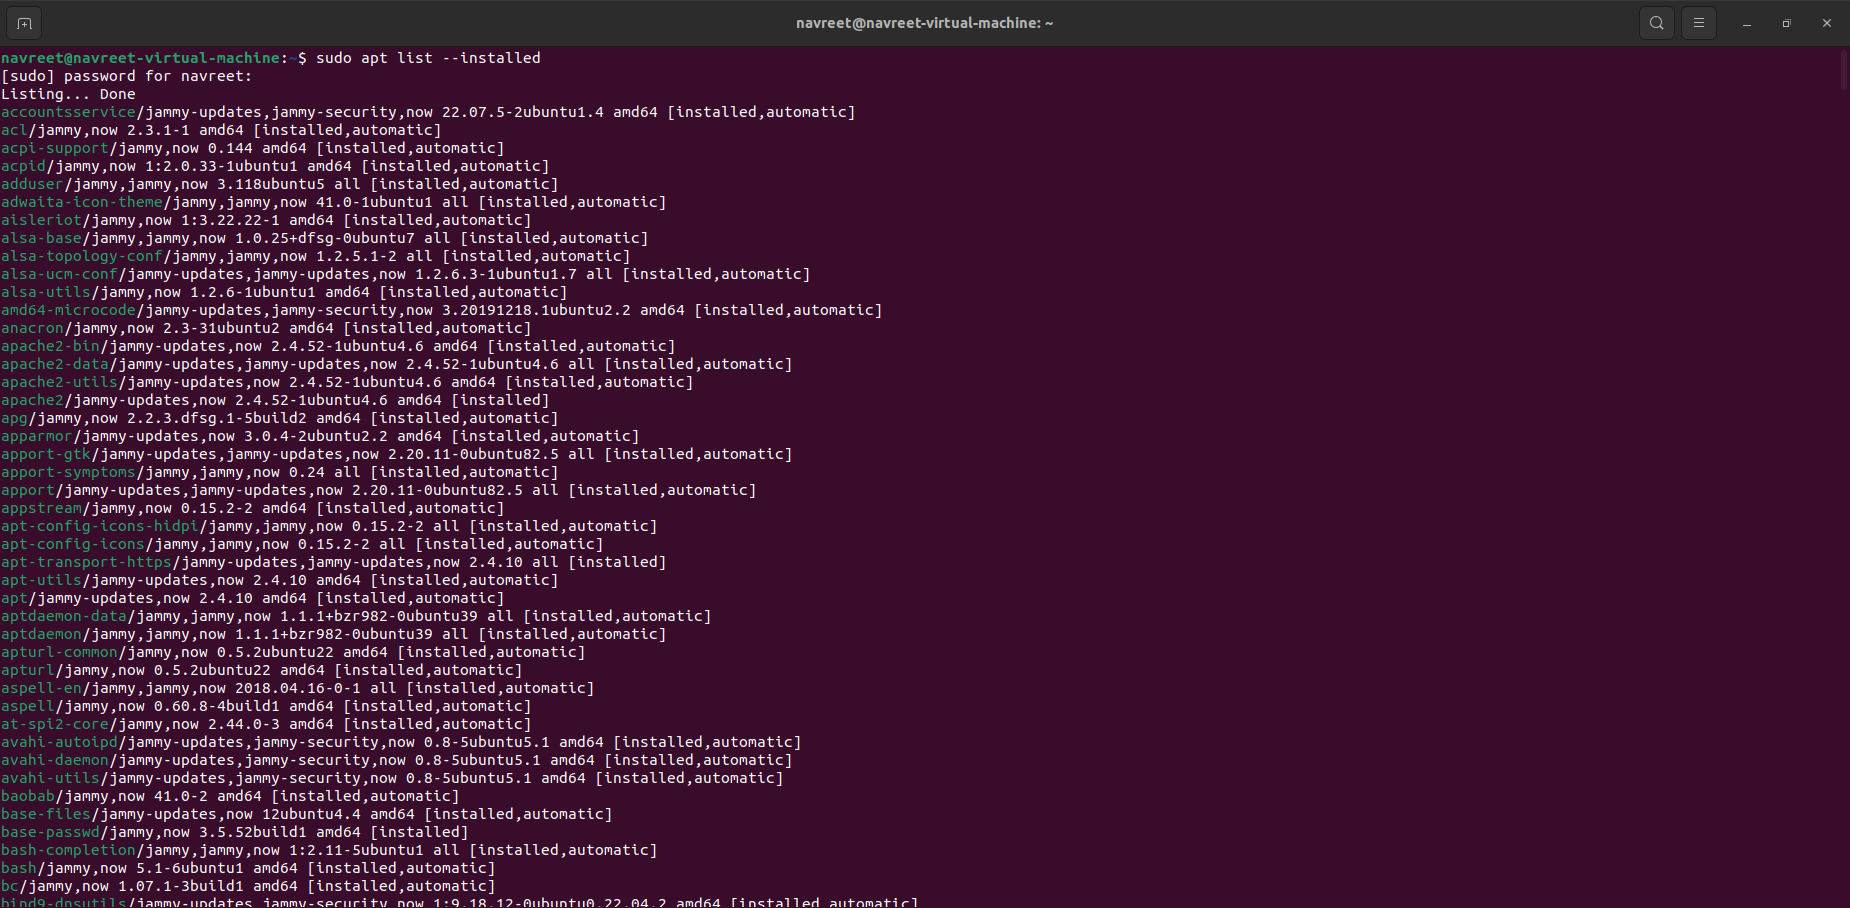 navreet@navreet-virtual-machine: ~
navreet@navreet-virtual-machine:~$ sudo apt list --installed
[sudo] password for navreet:
Listing... Done
accountsservice/jammy-updates,jammy-security,now 22.07.5-2ubuntu1.4 amd64 [installed,automatic]
acl/jammy,now 2.3.1-1 amd64 [installed,automatic]
acpi-support/jammy,now 0.144 amd64 [installed,automatic]
acpid/jammy,now 1:2.0.33-1ubuntu1 amd64 [installed,automatic]
adduser/jammy,jammy,now 3.118ubuntu5 all [installed,automatic]
adwaita-icon-theme/jammy,jammy,now 41.0-1ubuntu1 all [installed,automatic]
aisleriot/jammy,now 1:3.22.22-1 amd64 [installed,automatic]
alsa-base/jammy,jammy,now 1.0.25+dfsg-0ubuntu7 all [installed,automatic]
alsa-topology-conf/jammy,jammy,now 1.2.5.1-2 all [installed,automatic]
alsa-ucm-conf/jammy-updates,jammy-updates,now 1.2.6.3-1ubuntu1.7 all [installed,automatic]
alsa-utils/jammy,now 1.2.6-1ubuntu1 amd64 [installed,automatic]
amd64-microcode/jammy-updates,jammy-security,now 3.20191218.1ubuntu2.2 amd64 [installed,automatic]
anacron/jammy,now 2.3-31ubuntu2 amd64 [installed,automatic]
apache2-bin/jammy-updates,now 2.4.52-1ubuntu4.6 amd64 [installed,automatic]
apache2-data/jammy-updates,jammy-updates,now 2.4.52-1ubuntu4.6 all [installed,automatic]
apache2-utils/jammy-updates,now 2.4.52-1ubuntu4.6 amd64 [installed,automatic]
apache2/jammy-updates,now 2.4.52-1ubuntu4.6 amd64 [installed]
apg/jammy,now 2.2.3.dfsg.1-5build2 amd64 [installed,automatic]
apparmor/jammy-updates,now 3.0.4-2ubuntu2.2 amd64 [installed,automatic]
apport-gtk/jammy-updates,jammy-updates,now 2.20.11-0ubuntu82.5 all [installed,automatic]
apport-symptoms/jammy,jammy,now 0.24 all [installed,automatic]
apport/jammy-updates,jammy-updates,now 2.20.11-0ubuntu82.5 all [installed,automatic]
appstream/jammy,now 0.15.2-2 amd64 [installed,automatic]
apt-config-icons-hidpi/jammy,jammy,now 0.15.2-2 all [installed,automatic]
apt-config-icons/jammy,jammy,now 0.15.2-2 all [installed,automatic]
apt-transport-https/jammy-updates,jammy-updates,now 2.4.10 all [installed]
apt-utils/jammy-updates,now 2.4.10 amd64 [installed,automatic]
apt/jammy-updates,now 2.4.10 amd64 [installed,automatic]
aptdaemon-data/jammy,jammy,now 1.1.1+bzr982-0ubuntu39 all [installed,automatic]
aptdaemon/jammy,jammy,now 1.1.1+bzr982-0ubuntu39 all [installed,automatic]
apturl-common/jammy,now 0.5.2ubuntu22 amd64 [installed,automatic]
apturl/jammy,now 0.5.2ubuntu22 amd64 [installed,automatic]
aspell-en/jammy,jammy,now 2018.04.16-0-1 all [installed,automatic]
aspell/jammy,now 0.60.8-4build1 amd64 [installed,automatic]
at-spi2-core/jammy,now 2.44.0-3 amd64 [installed,automatic]
avahi-autoipd/jammy-updates,jammy-security,now 0.8-5ubuntu5.1 amd64 [installed,automatic]
avahi-daemon/jammy-updates,jammy-security,now 0.8-5ubuntu5.1 amd64 [installed,automatic]
avahi-utils/jammy-updates,jammy-security,now 0.8-5ubuntu5.1 amd64 [installed,automatic]
baobab/jammy,now 41.0-2 amd64 [installed,automatic]
base-files/jammy-updates,now 12ubuntu4.4 amd64 [installed,automatic]
base-passwd/jammy,now 3.5.52build1 amd64 [installed]
bash-completion/jammy,jammy,now 1:2.11-5ubuntu1 all [installed,automatic]
bash/jammy,now 5.1-6ubuntu1 amd64 [installed,automatic]
bc/jammy,now 1.07.1-3build1 amd64 [installed,automatic]
bind9-dnsutils/jammy-updates,jammy-security,now 1:9.18.12-0ubuntu0.22.04.2 amd64 [installed,automatic]